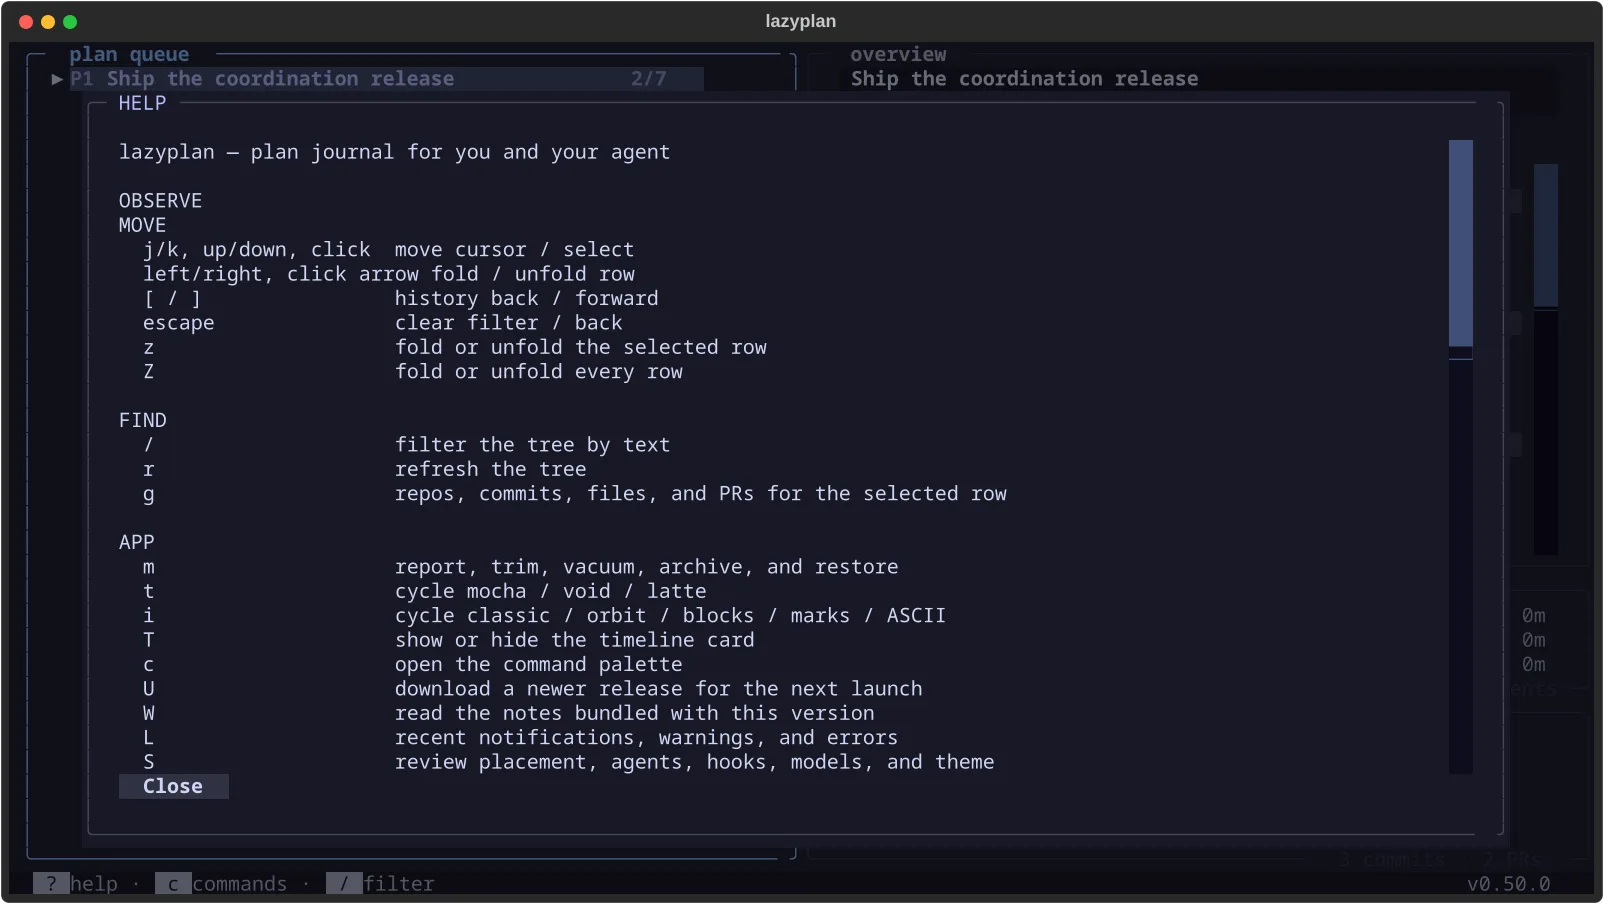 lazyplan
plan queue
overview
▶ P1 Ship the coordination release 2/7
Ship the coordination release
HELP
lazyplan — plan journal for you and your agent
OBSERVE
MOVE
j/k, up/down, click move cursor / select
left/right, click arrow fold / unfold row
[ / ] history back / forward
escape clear filter / back
z fold or unfold the selected row
Z fold or unfold every row
FIND
/ filter the tree by text
r refresh the tree
g repos, commits, files, and PRs for the selected row
APP
m report, trim, vacuum, archive, and restore
t cycle mocha / void / latte
i cycle classic / orbit / blocks / marks / ASCII
0m
T show or hide the timeline card
0m
c open the command palette
0m
U download a newer release for the next launch
ents
W read the notes bundled with this version
L recent notifications, warnings, and errors
S review placement, agents, hooks, models, and theme
Close
3 commits · 2 PRs
? help · c commands · / filter
v0.50.0